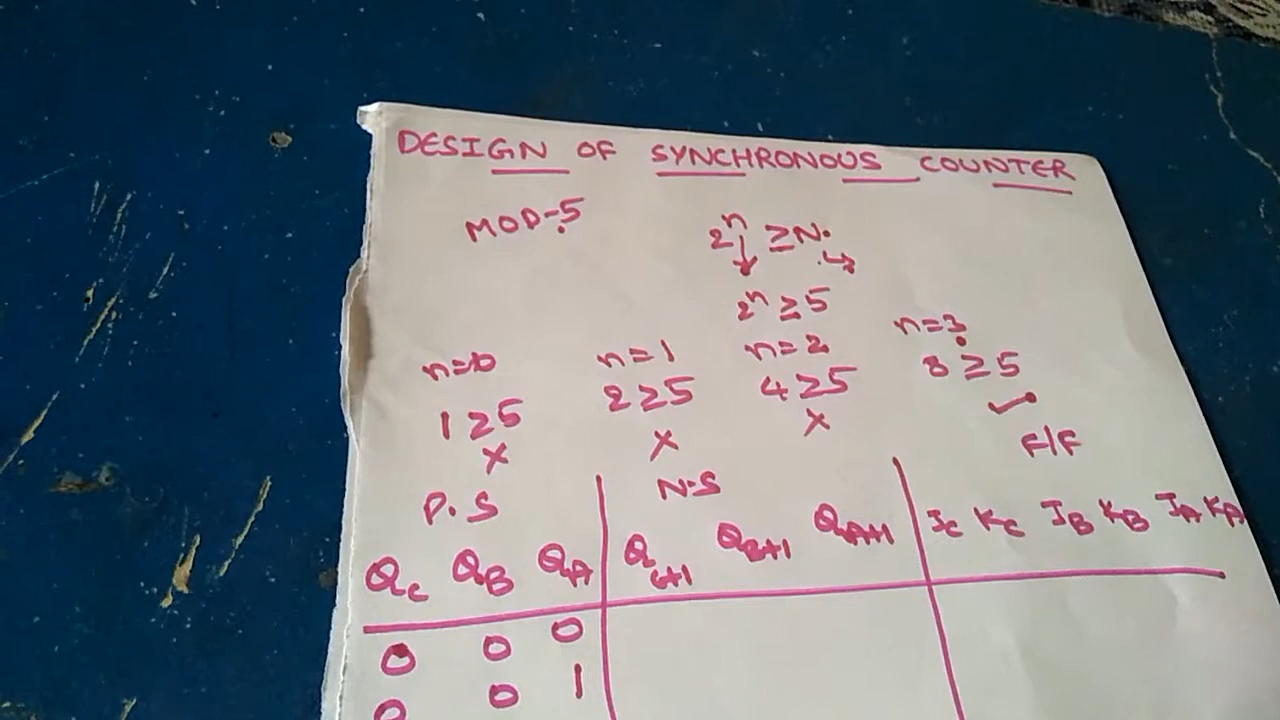 DESIGN OF SYNCHRONOUS COUNTER
MOD-5
2ⁿ ≥ N.
2ⁿ ≥ 5
n=0 n=1 n=2 n=3
1≥5 2≥5 4≥5 8≥5
X X X ✓
F/F
P.S N.S
Qc QB QA Qc+1 QB+1 QA+1 Jc Kc JB KB JA KA
0 0 0
0 0 1